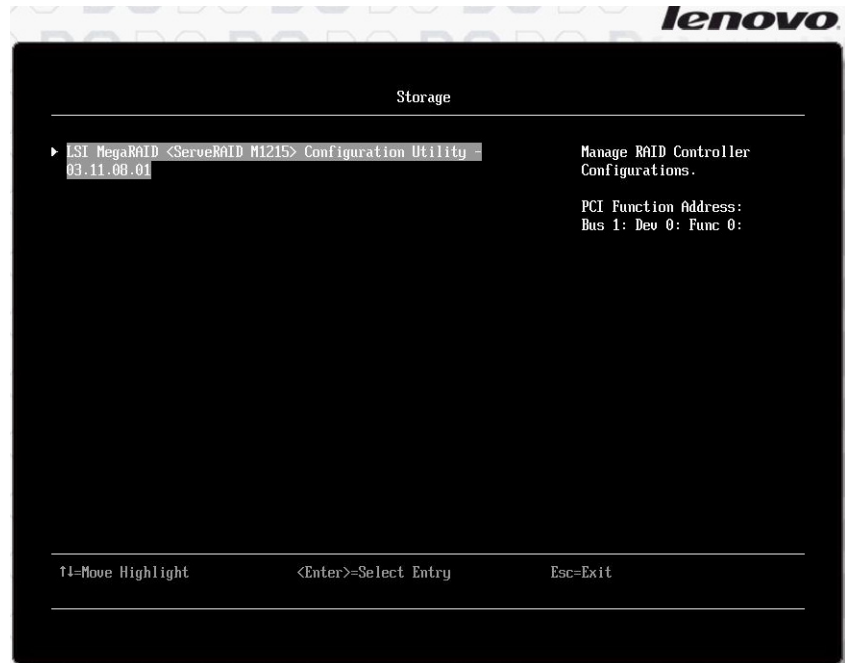 lenovo.
Storage
LSI MegaRAID <ServeRAID M1215> Configuration Utility -
03.11.08.01
Manage RAID Controller
Configurations.
PCI Function Address:
Bus 1: Dev 0: Func 0:
↑↓=Move Highlight <Enter>=Select Entry Esc=Exit